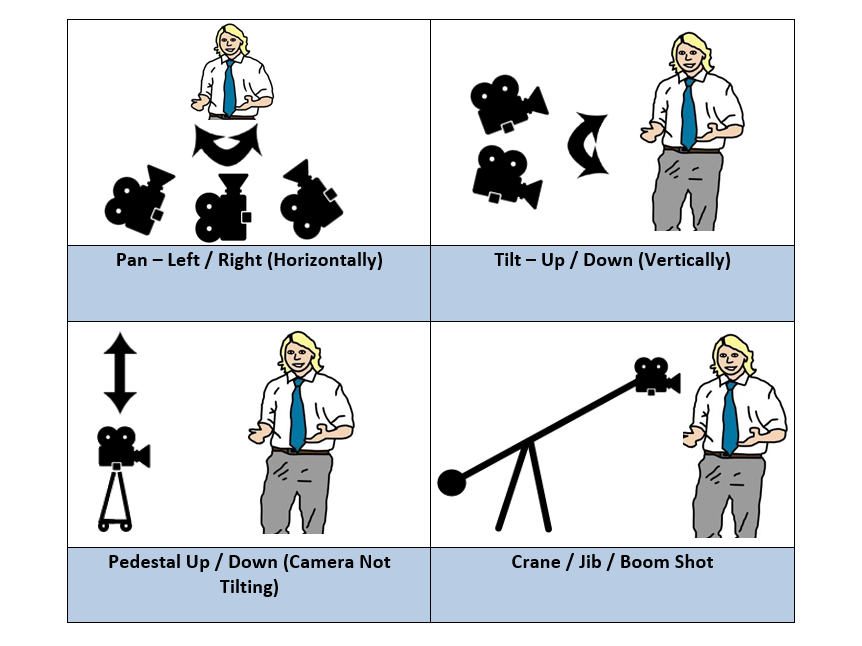 Pan – Left / Right (Horizontally)
Tilt – Up / Down (Vertically)
Pedestal Up / Down (Camera Not
Tilting)
Crane / Jib / Boom Shot